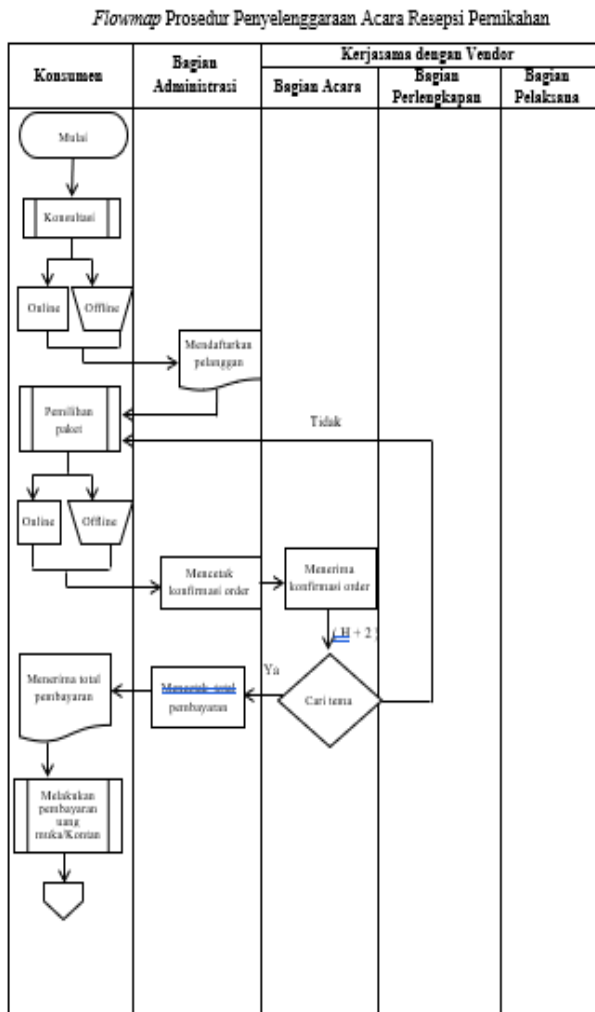 Flowmap Prosedur Penyelenggaraan Acara Resepsi Pernikahan
Konsumen
Bagian
Administrasi
Kerjasama dengan Vendor
Bagian Acara
Bagian
Perlengkapan
Bagian
Pelaksana
Mulai
Konsultasi
Online
Offline
Mendaftarkan
pelanggan
Pemilihan
paket
Tidak
Online
Offline
Mencetak
konfirmasi order
Menerima
konfirmasi order
( H + 2 )
Ya
Cari tema
Mencetak total
pembayaran
Menerima total
pembayaran
Melakukan
pembayaran
uang
muka/Kontan